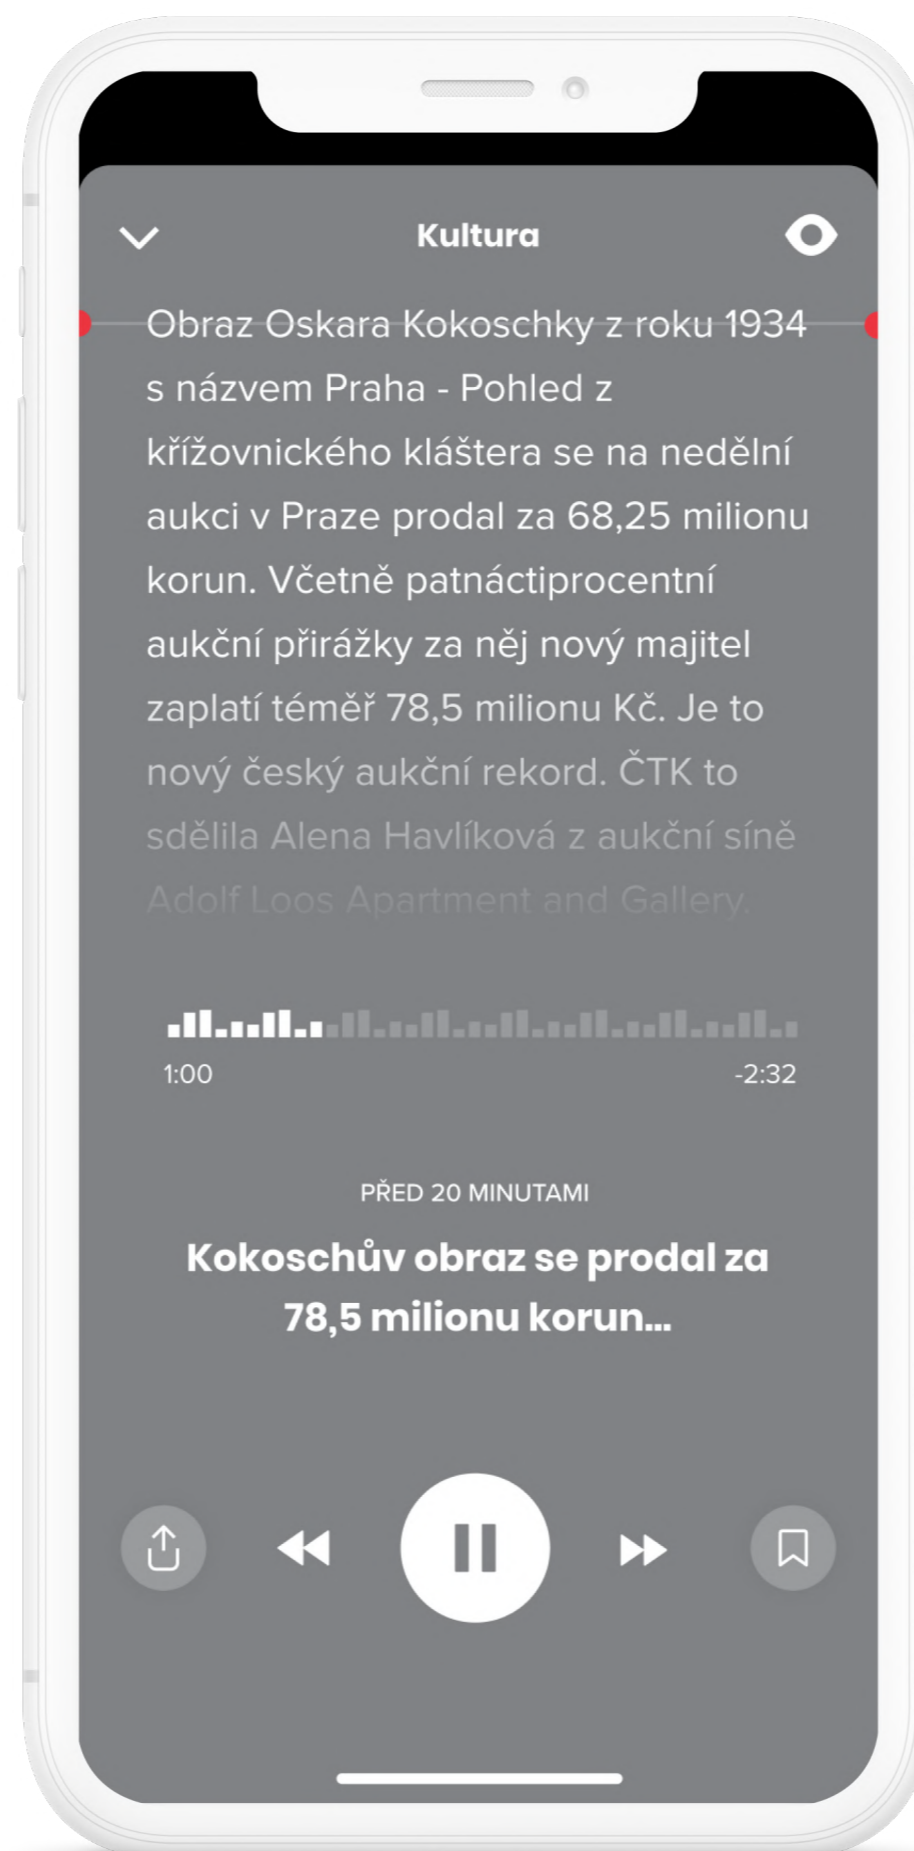 Kultura
Obraz Oskara Kokoschky z roku 1934
s názvem Praha - Pohled z
křížovnického kláštera se na nedělní
aukci v Praze prodal za 68,25 milionu
korun. Včetně patnáctiprocentní
aukční přirážky za něj nový majitel
zaplatí téměř 78,5 milionu Kč. Je to
nový český aukční rekord. ČTK to
sdělila Alena Havlíková z aukční síně
Adolf Loos Apartment and Gallery.
1:00
-2:32
PŘED 20 MINUTAMI
Kokoschův obraz se prodal za
78,5 milionu korun...